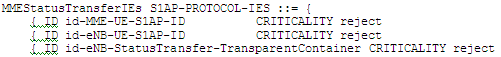 MMEStatusTransferIEs S1AP-PROTOCOL-IES ::= {
{ ID id-MME-UE-S1AP-ID CRITICALITY reject
{ ID id-eNB-UE-S1AP-ID CRITICALITY reject
{ ID id-eNB-StatusTransfer-TransparentContainer CRITICALITY reject